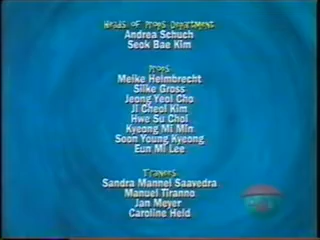 Heads of Props Department
Andrea Schuch
Seok Bae Kim
Props
Meike Heimbrecht
Silke Gross
Jeong Yeol Cho
Ji Cheol Kim
Hwe Su Choi
Kyeong Mi Min
Soon Young Kyeong
Eun Mi Lee
Trainers
Sandra Mannel Saavedra
Manuel Tiranno
Jan Meyer
Caroline Held